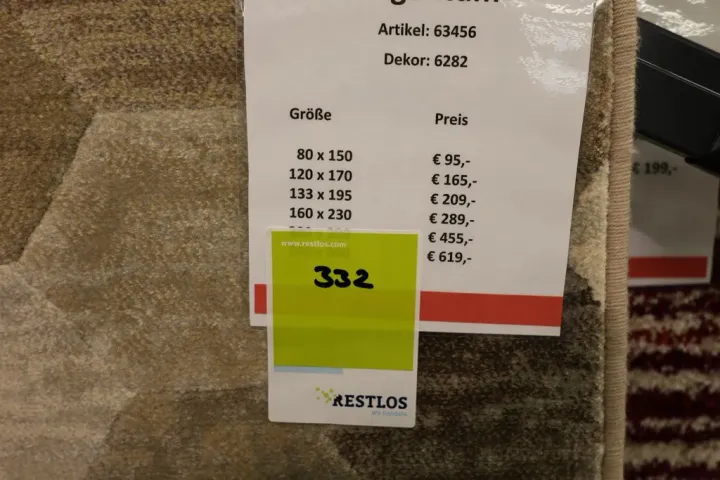 Artikel: 63456
Dekor: 6282
Größe Preis
80 x 150 € 95,-
120 x 170 € 165,-
133 x 195 € 209,-
160 x 230 € 289,-
€ 455,-
€ 619,-
€ 199,-
www.restlos.com
332
RESTLOS